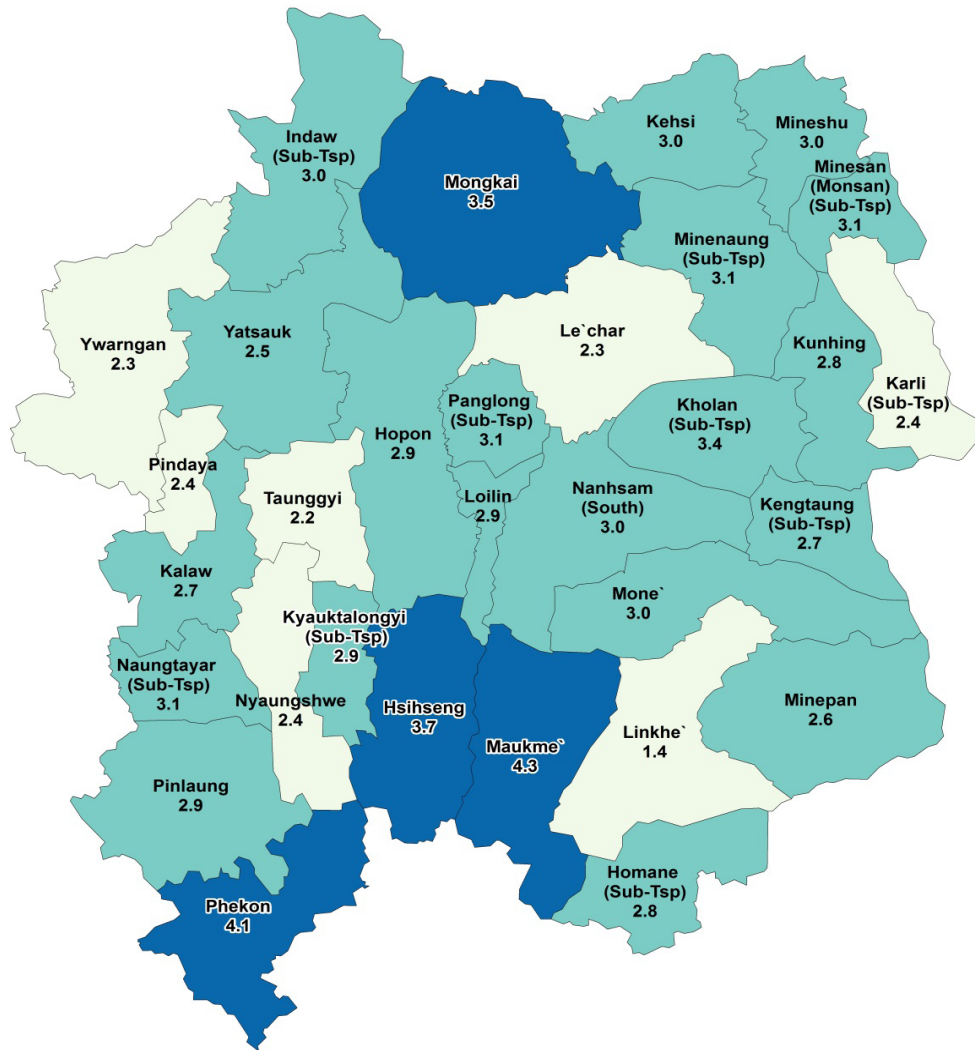 Indaw
(Sub-Tsp)
3.0
Mongkai
3.5
Kehsi
3.0
Mineshu
3.0
Minesan
(Monsan)
(Sub-Tsp)
3.1
Minenaung
(Sub-Tsp)
3.1
Ywarngan
2.3
Yatsauk
2.5
Le`char
2.3
Kunhing
2.8
Karli
(Sub-Tsp)
2.4
Panglong
(Sub-Tsp)
3.1
Kholan
(Sub-Tsp)
3.4
Hopon
2.9
Pindaya
2.4
Taunggyi
2.2
Loilin
2.9
Nanhsam
(South)
3.0
Kengtaung
(Sub-Tsp)
2.7
Kalaw
2.7
Mone`
3.0
Kyauktalongyi
(Sub-Tsp)
2.9
Naungtayar
(Sub-Tsp)
3.1
Nyaungshwe
2.4
Hsihseng
3.7
Maukme`
4.3
Linkhe`
1.4
Minepan
2.6
Pinlaung
2.9
Homane
(Sub-Tsp)
2.8
Phekon
4.1